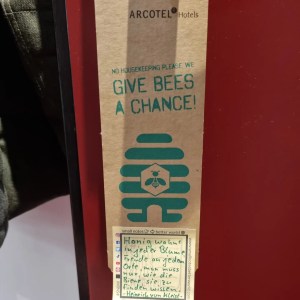 ARCOTEL Hotels
NO HOUSEKEEPING PLEASE, WE
GIVE BEES
A CHANCE!
Honig wohnt
in jeder Blume,
Freude an jedem
Orte, man muss
nur, wie die
Biene, sie zu
finden wissen.
Heinrich von Kleist